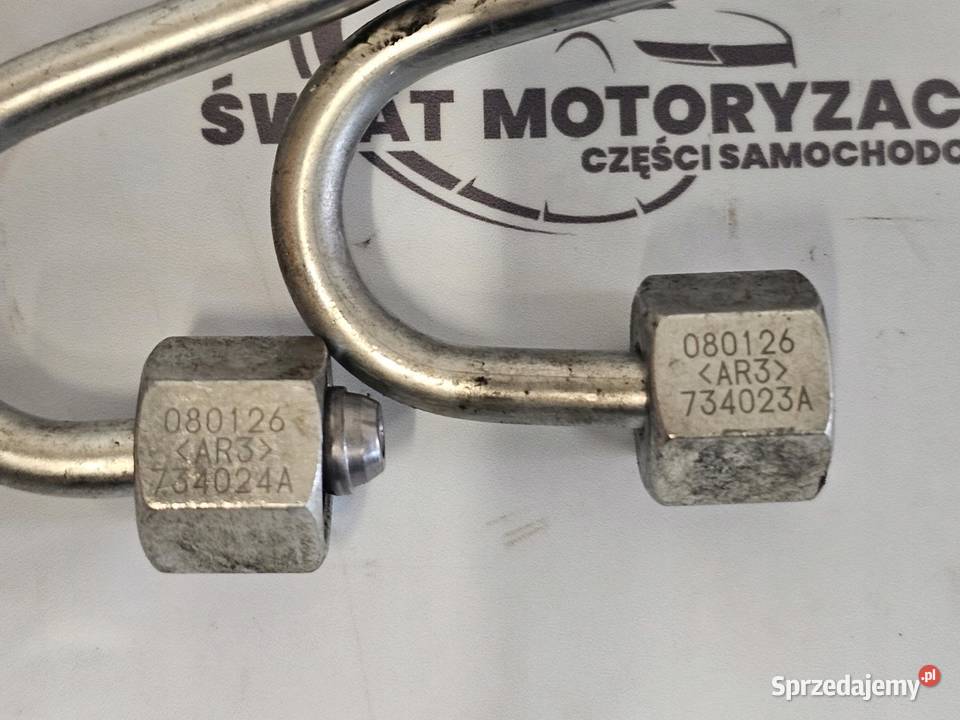 ŚWIAT MOTORYZAC
CZĘŚCI SAMOCHODO
080126
<AR3>
734023A
080126
<AR3>
734024A
Sprzedajemy.pl